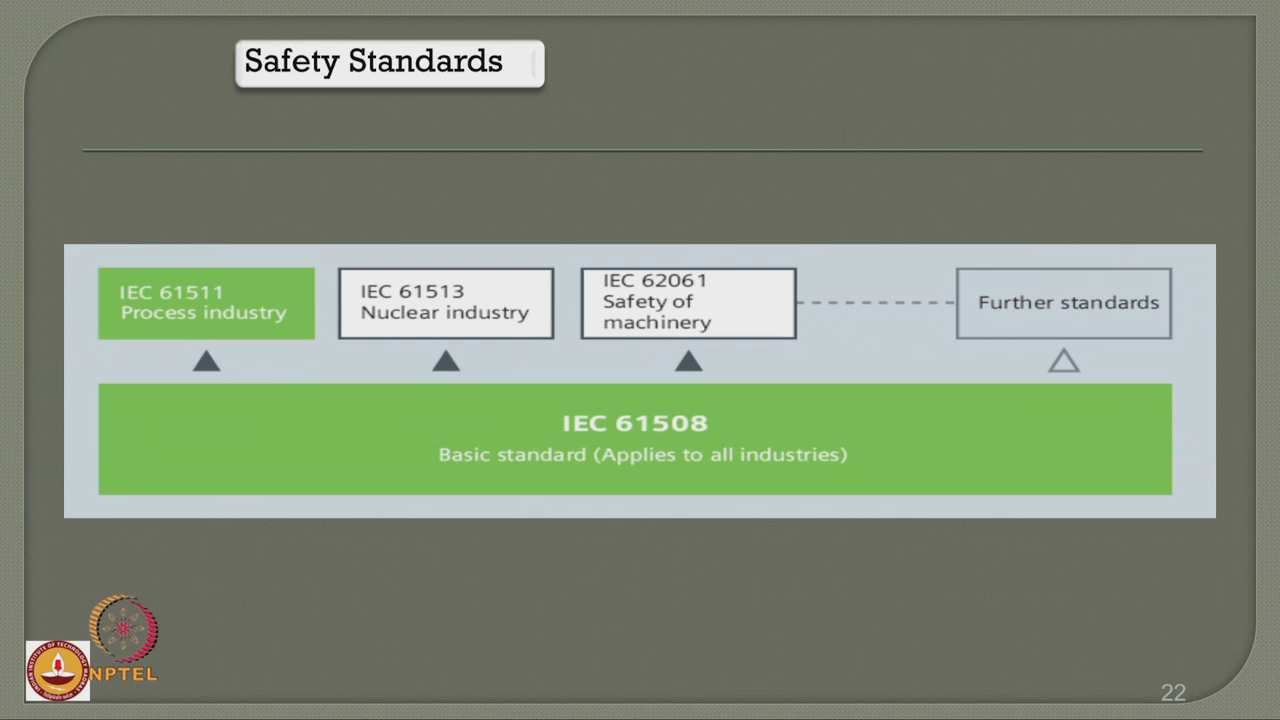 Safety Standards
IEC 61511
Process industry
IEC 61513
Nuclear industry
IEC 62061
Safety of
machinery
Further standards
IEC 61508
Basic standard (Applies to all industries)
NPTEL
22